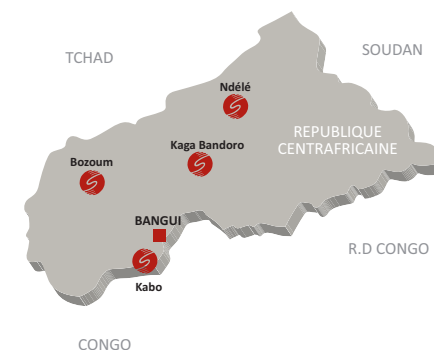 TCHAD
SOUDAN
Ndélé
REPUBLIQUE
CENTRAFRICAINE
Kaga Bandoro
Bozoum
BANGUI
R.D CONGO
Kabo
CONGO